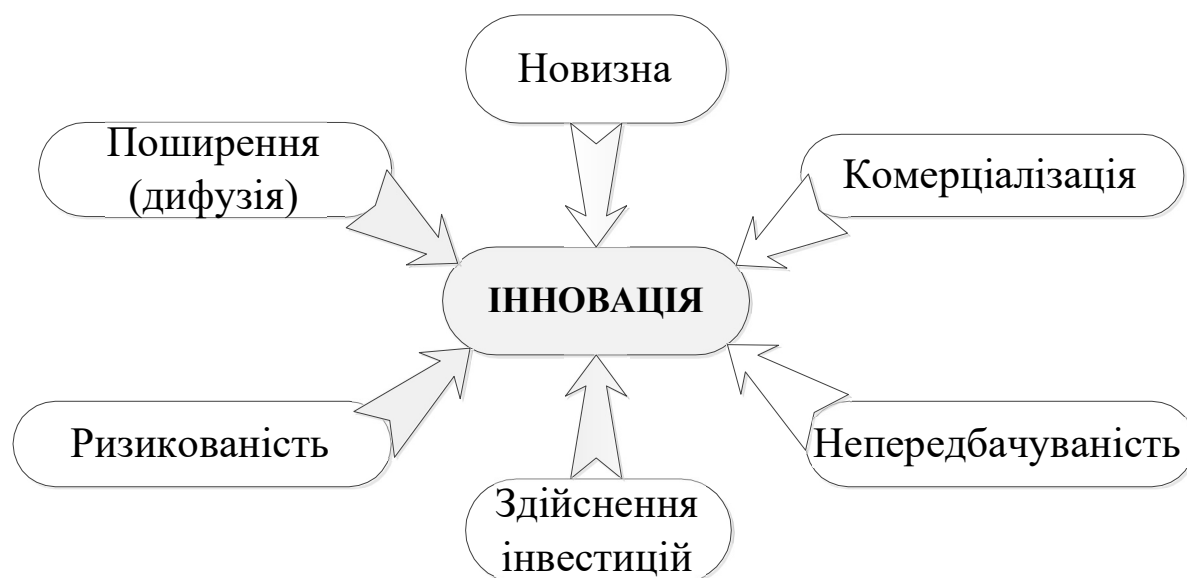 Новизна
Поширення
(дифузія)
Комерціалізація
ІННОВАЦІЯ
Ризикованість
Непередбачуваність
Здійснення
інвестицій